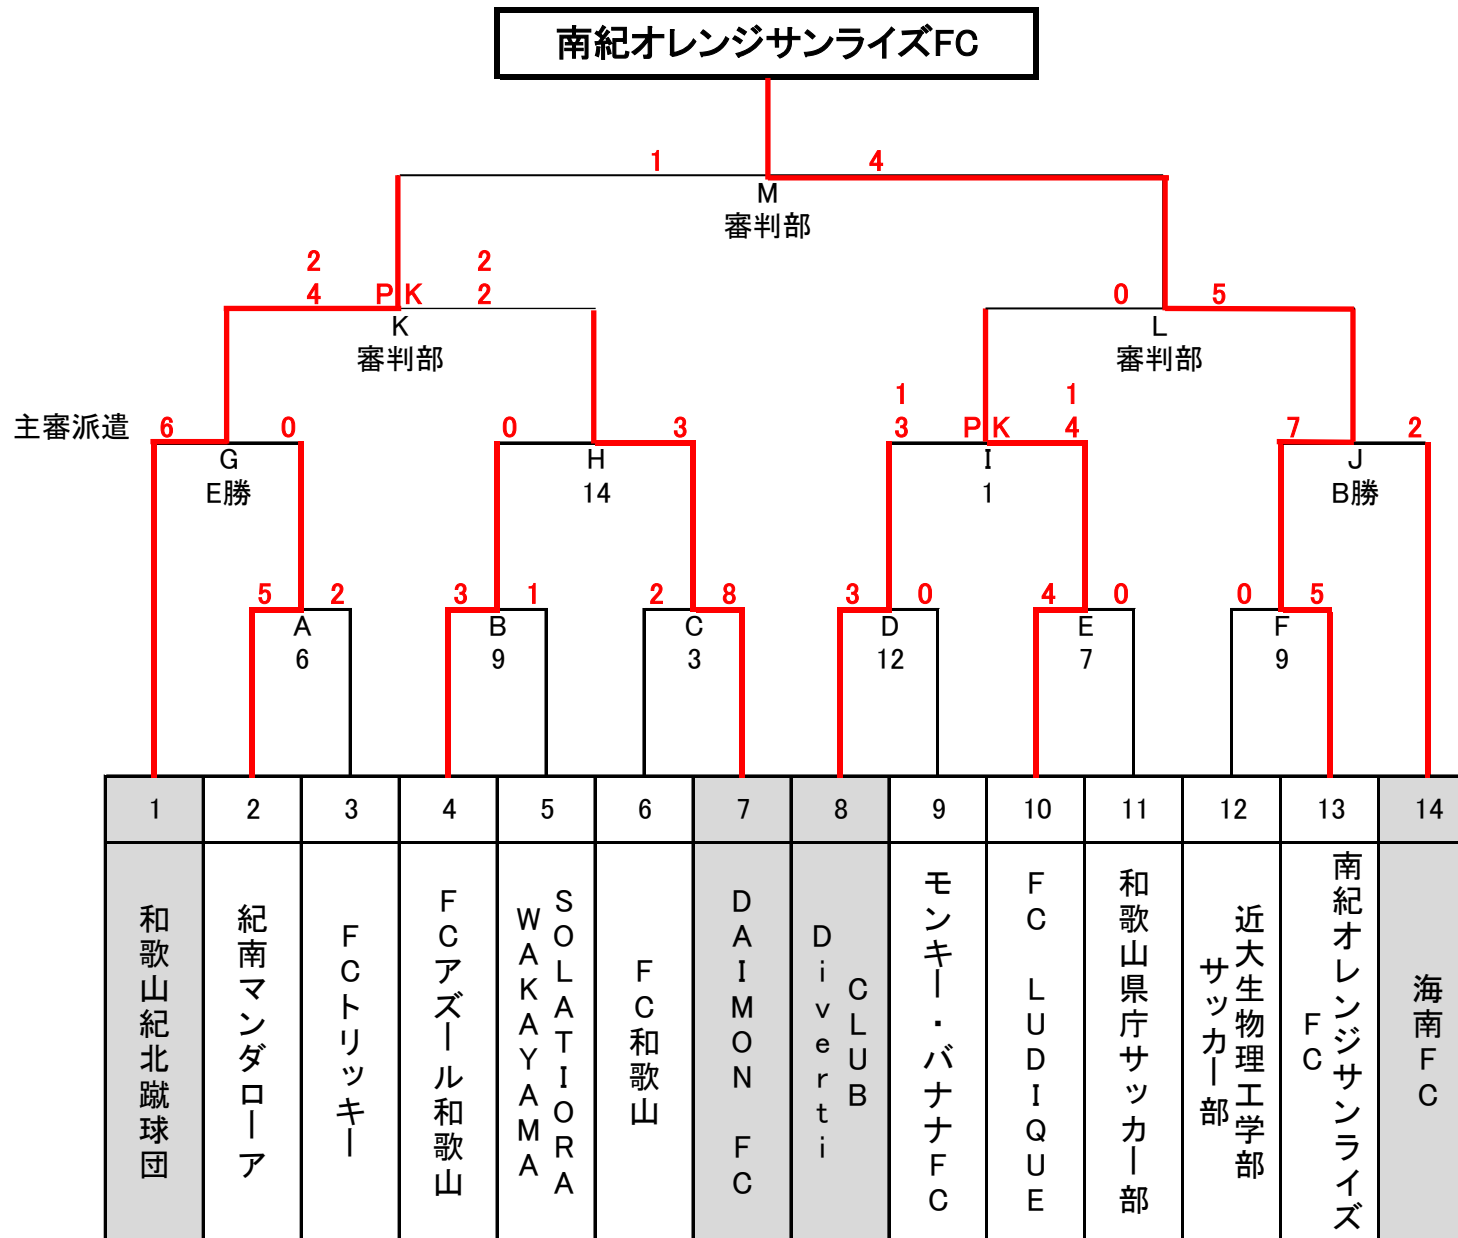 南紀オレンジサンライズFC
1 4
M
審判部
2 2
4 PK 2
K
審判部
0 5
L
審判部
1 1
主審派遣 6 0 0 3 3 PK 4 7 2
G H I J
E勝 14 1 B勝
5 2 3 1 2 8 3 0 4 0 0 5
A B C D E F
6 9 3 12 7 9
1 2 3 4 5 6 7 8 9 10 11 12 13 14
和歌山紀北蹴球団
紀南マンダローア
FCトリッキー
FCアズール和歌山
SOLATIORA
WAKAYAMA
FC和歌山
DAIMON FC
Diverti
CLUB
モンキー・バナナFC
FC LUDIQUE
和歌山県庁サッカー部
近大生物理工学部
サッカー部
南紀オレンジサンライズ
FC
海南FC